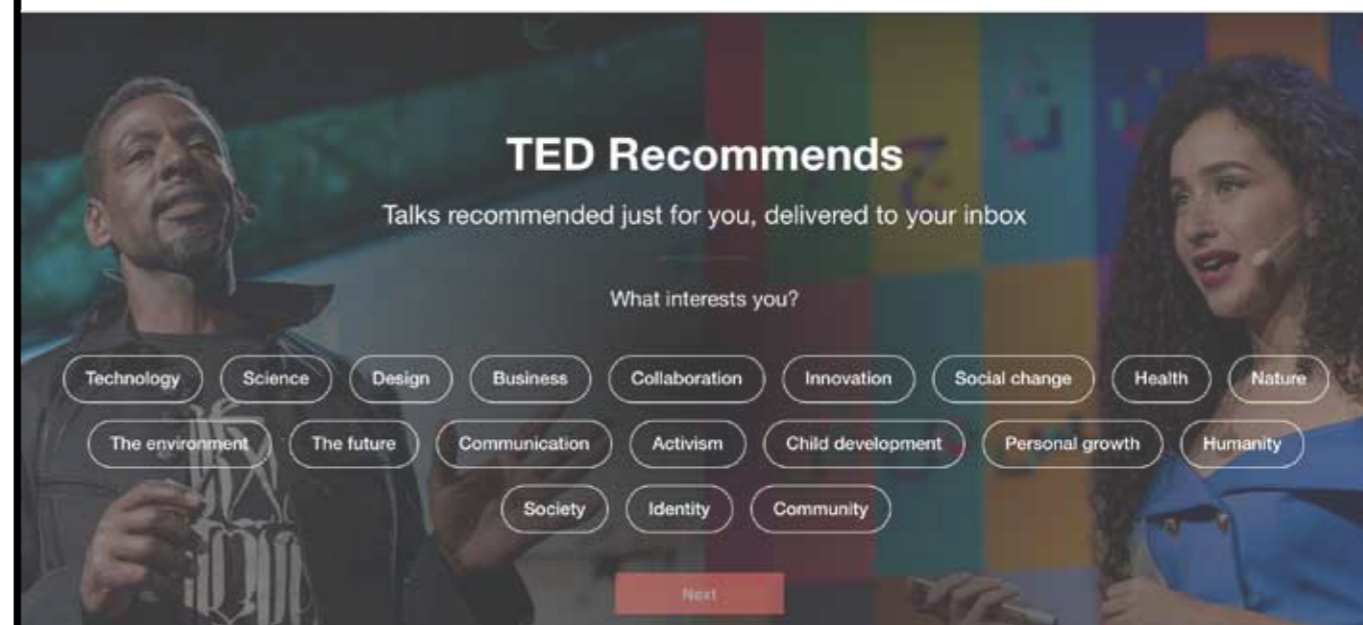 TED Recommends
Talks recommended just for you, delivered to your inbox
What interests you?
Technology Science Design Business Collaboration Innovation Social change Health Nature
The environment The future Communication Activism Child development Personal growth Humanity
Society Identity Community
Next